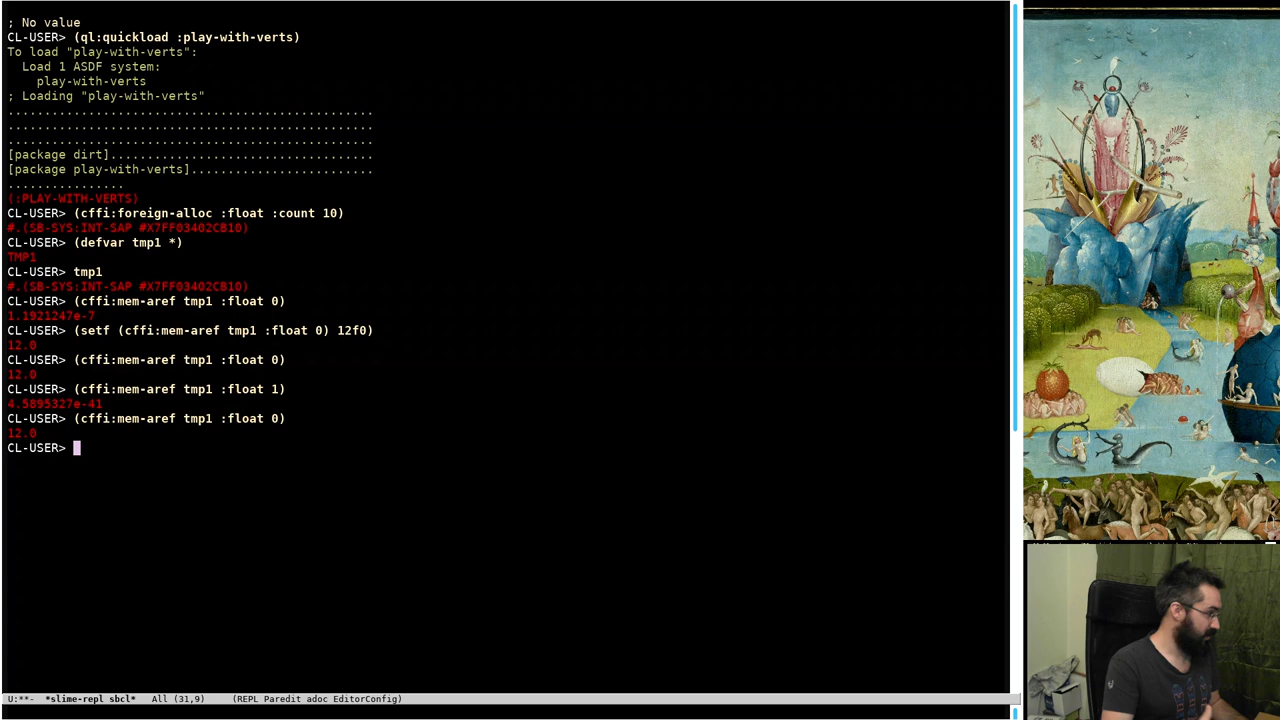 ; No value
CL-USER> (ql:quickload :play-with-verts)
To load "play-with-verts":
  Load 1 ASDF system:
    play-with-verts
; Loading "play-with-verts"
..................................................
..................................................
..................................................
[package dirt]....................................
[package play-with-verts].........................
................
(:PLAY-WITH-VERTS)
CL-USER> (cffi:foreign-alloc :float :count 10)
#.(SB-SYS:INT-SAP #X7FF03402CB10)
CL-USER> (defvar tmp1 *)
TMP1
CL-USER> tmp1
#.(SB-SYS:INT-SAP #X7FF03402CB10)
CL-USER> (cffi:mem-aref tmp1 :float 0)
1.1921247e-7
CL-USER> (setf (cffi:mem-aref tmp1 :float 0) 12f0)
12.0
CL-USER> (cffi:mem-aref tmp1 :float 0)
12.0
CL-USER> (cffi:mem-aref tmp1 :float 1)
4.5895327e-41
CL-USER> (cffi:mem-aref tmp1 :float 0)
12.0
CL-USER>
U:**-  *slime-repl sbcl*   All (31,9)     (REPL Paredit adoc EditorConfig)